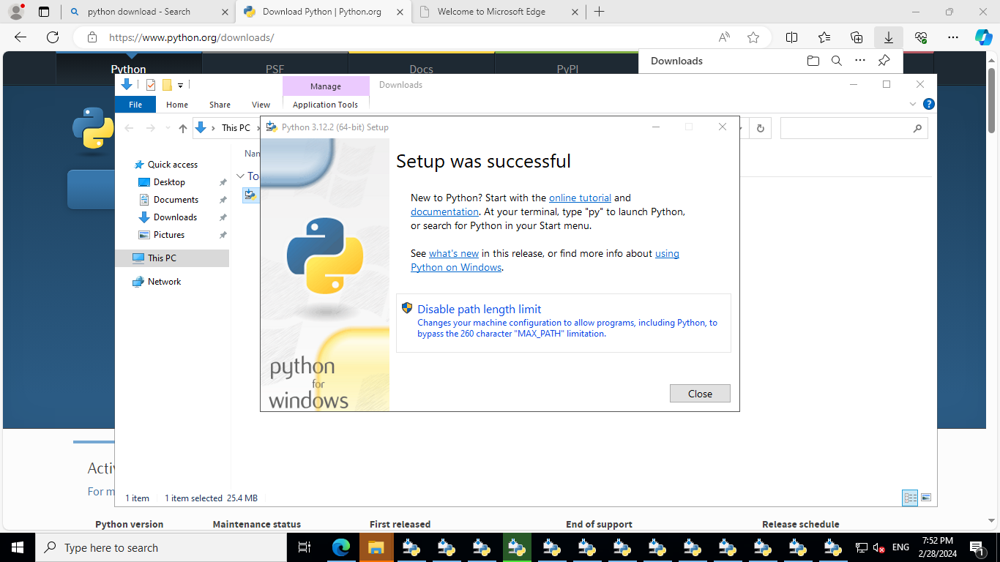 python download - Search
Download Python | Python.org
Welcome to Microsoft Edge
https://www.python.org/downloads/
Downloads
Python
PSF
Docs
PyPI
Manage
Downloads
File
Home
Share
View
Application Tools
This PC
Python 3.12.2 (64-bit) Setup
Quick access
Desktop
Documents
Downloads
Pictures
This PC
Network
Setup was successful
New to Python? Start with the online tutorial and
documentation. At your terminal, type "py" to launch Python,
or search for Python in your Start menu.
See what's new in this release, or find more info about using
Python on Windows.
Disable path length limit
Changes your machine configuration to allow programs, including Python, to
bypass the 260 character "MAX_PATH" limitation.
python
for
windows
Close
1 item
1 item selected 25.4 MB
For m
Python version
Maintenance status
First released
End of support
Release schedule
Type here to search
ENG
7:52 PM
2/28/2024
1